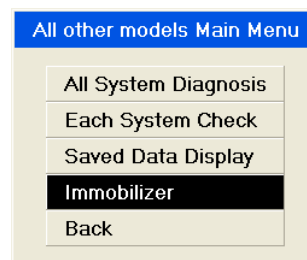 All other models Main Menu
All System Diagnosis
Each System Check
Saved Data Display
Immobilizer
Back